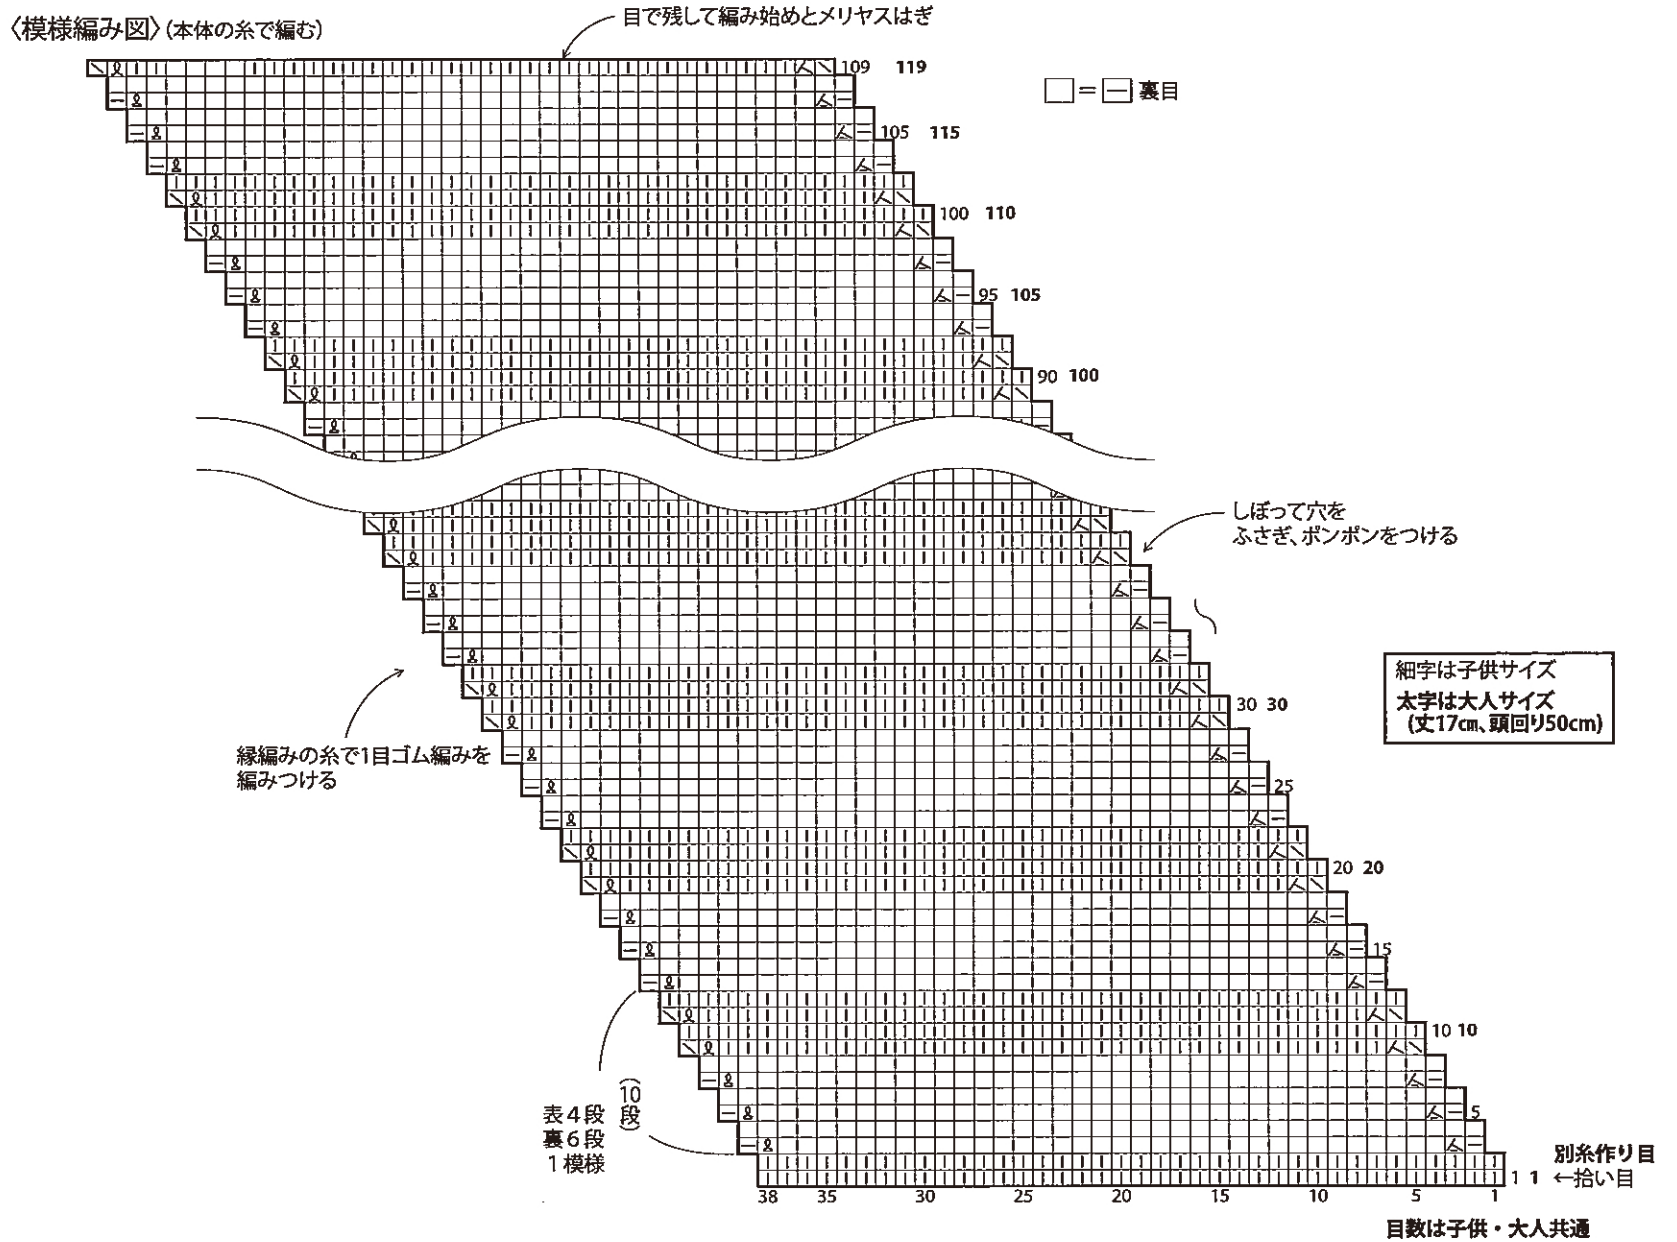 〈模様編み図〉(本体の糸で編む)
目で残して編み始めとメリヤスはぎ
109 119
□=⊟ 裏目
105 115
100 110
95 105
90 100
しぼって穴を
ふさぎ、ポンポンをつける
細字は子供サイズ
太字は大人サイズ
(丈17㎝、頭回り50cm)
30 30
縁編みの糸で1目ゴム編みを
編みつける
25
20 20
15
10 10
(10段)
表4段
裏6段
1模様
5
別糸作り目
1 1 ←拾い目
38 35 30 25 20 15 10 5 1
目数は子供・大人共通